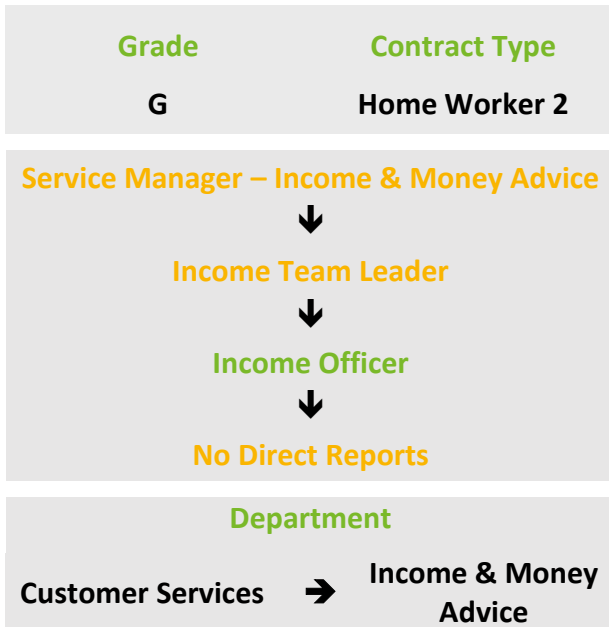 Grade Contract Type
G Home Worker 2
Service Manager – Income & Money Advice
Income Team Leader
Income Officer
No Direct Reports
Department
Customer Services → Income & Money
Advice